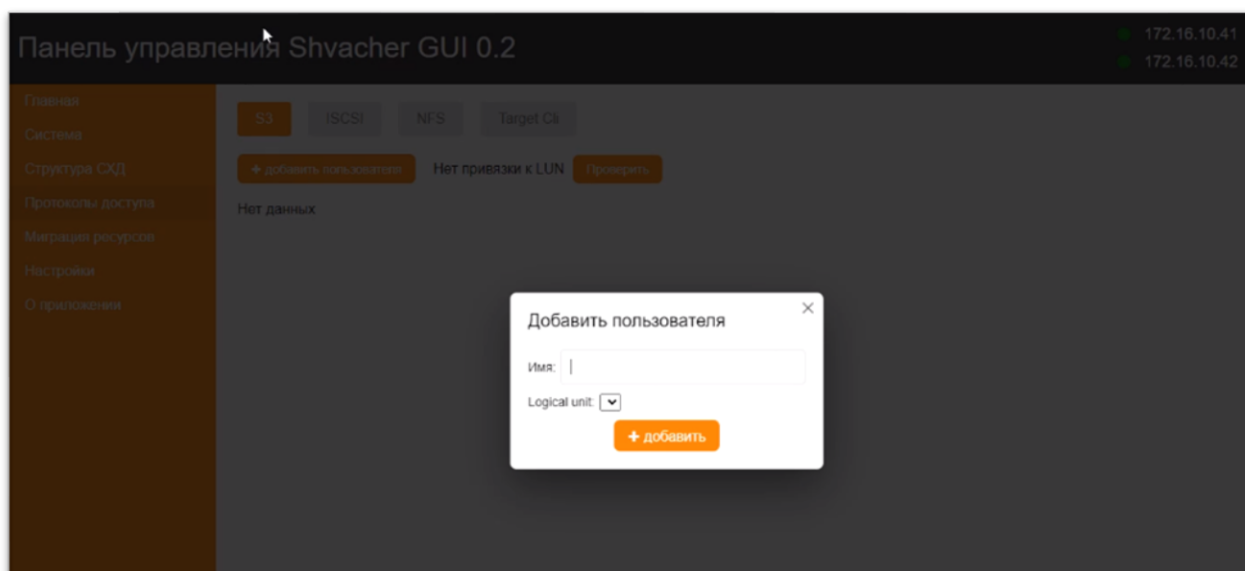 Панель управления Shvacher GUI 0.2
172.16.10.41
172.16.10.42
Главная
Система
Структура СХД
Протоколы доступа
Миграция ресурсов
Настройки
О приложении
S3 ISCSI NFS Target Cli
+ добавить пользователя Нет привязки к LUN Проверить
Нет данных
Добавить пользователя
Имя:
Logical unit:
+ добавить